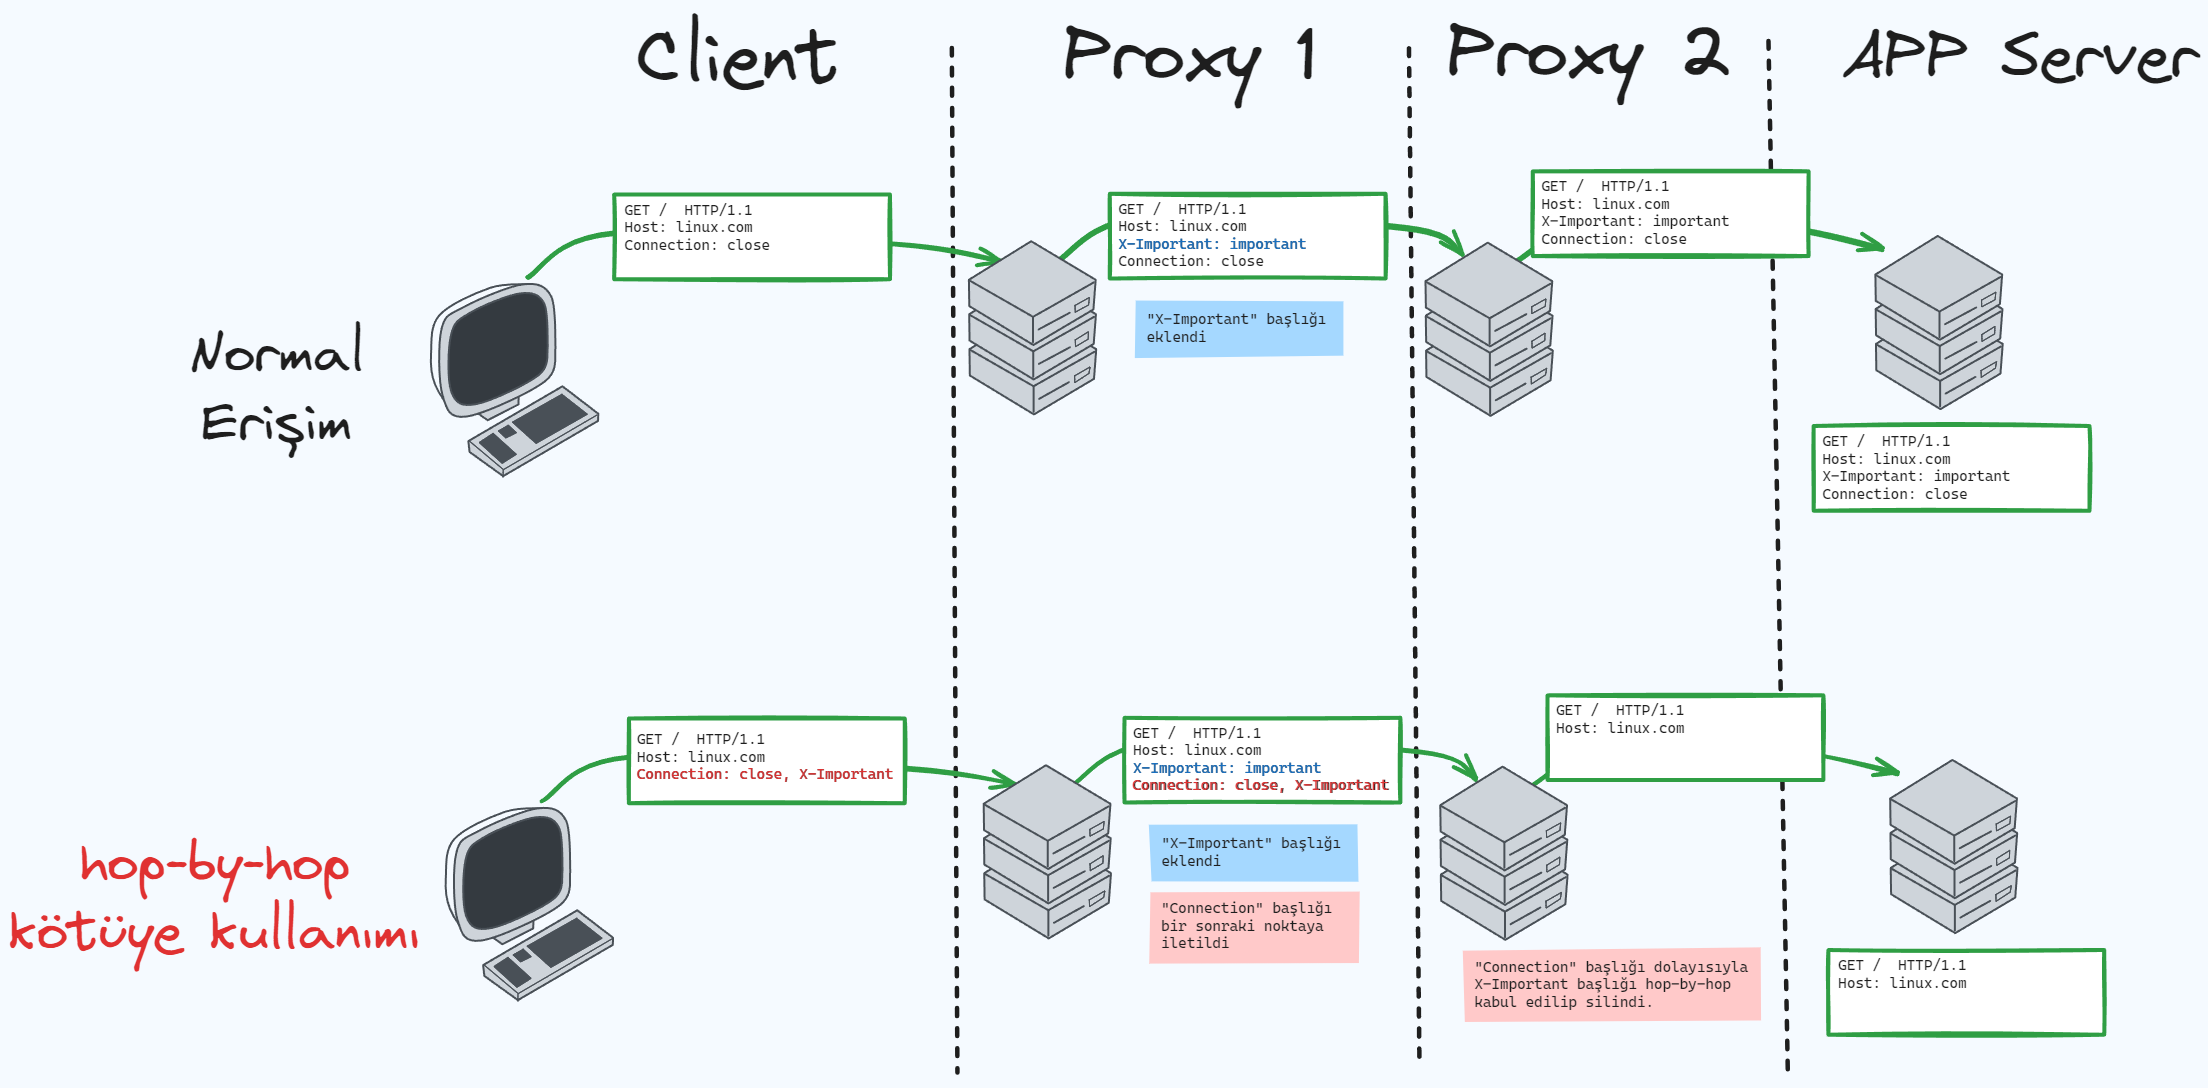 Client
Proxy 1
Proxy 2
APP Server
Normal
Erişim
GET /  HTTP/1.1
Host: linux.com
Connection: close
GET /  HTTP/1.1
Host: linux.com
X-Important: important
Connection: close
"X-Important" başlığı
eklendi
GET /  HTTP/1.1
Host: linux.com
X-Important: important
Connection: close
GET /  HTTP/1.1
Host: linux.com
X-Important: important
Connection: close
hop-by-hop
kötüye kullanımı
GET /  HTTP/1.1
Host: linux.com
Connection: close, X-Important
GET /  HTTP/1.1
Host: linux.com
X-Important: important
Connection: close, X-Important
"X-Important" başlığı
eklendi
"Connection" başlığı
bir sonraki noktaya
iletildi
GET /  HTTP/1.1
Host: linux.com
"Connection" başlığı dolayısıyla
X-Important başlığı hop-by-hop
kabul edilip silindi.
GET /  HTTP/1.1
Host: linux.com